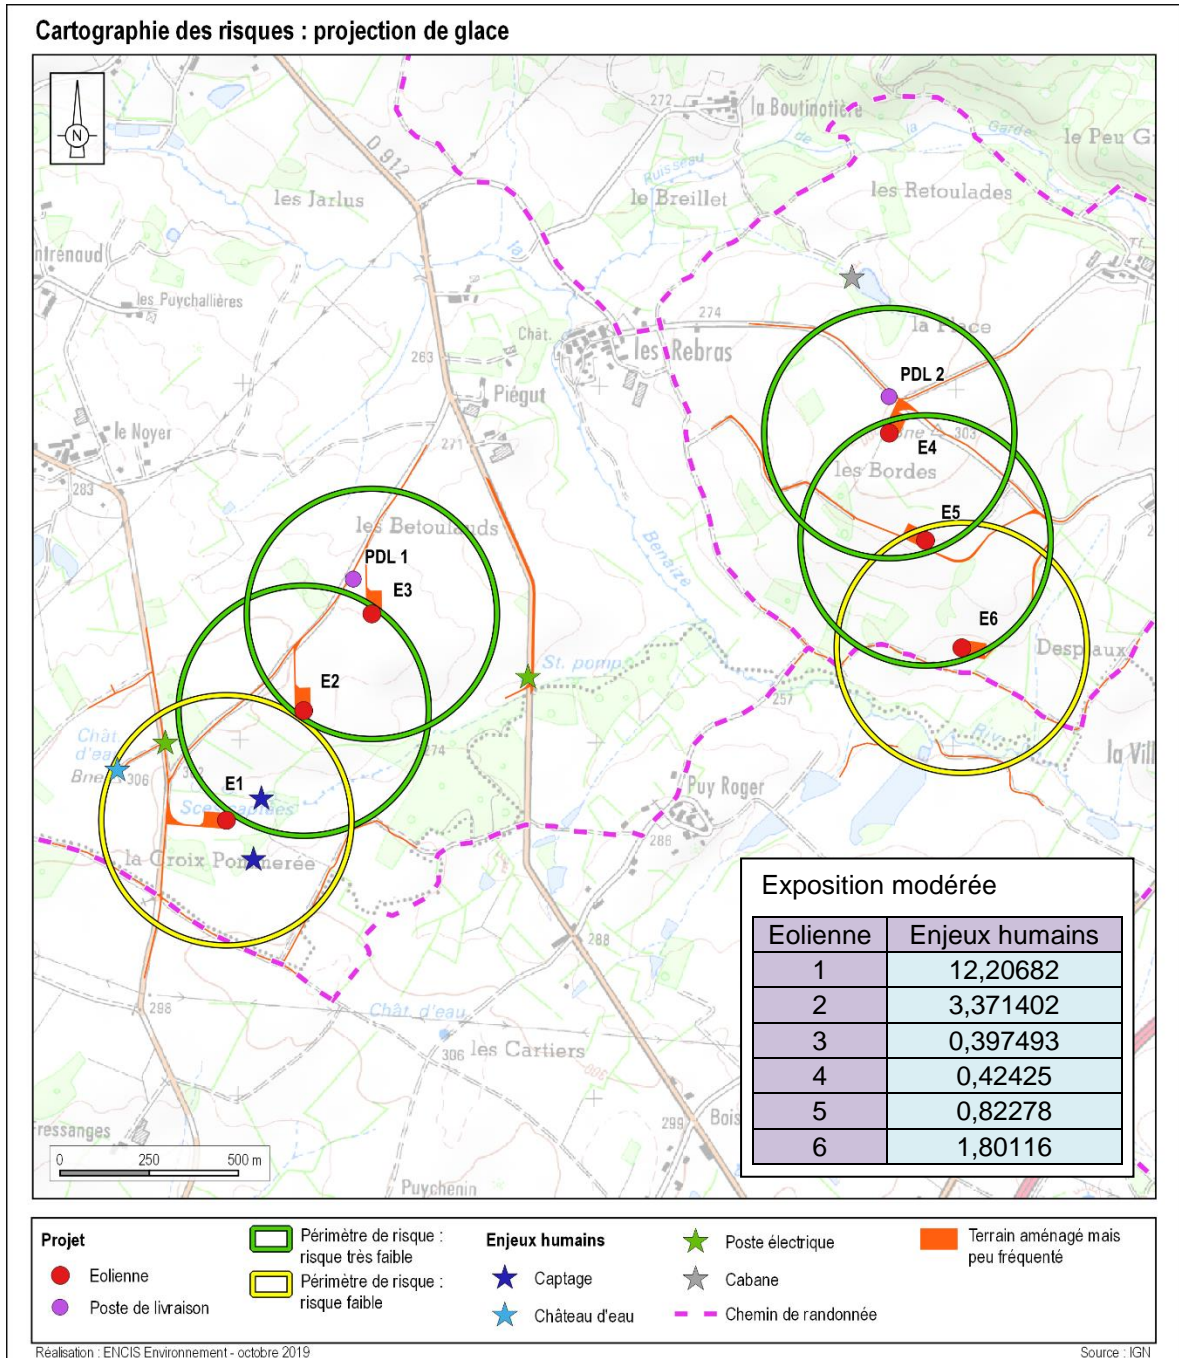 Cartographie des risques : projection de glace
N
D 912
272
la Boutinotière
de
la
Garde
le Peu G
Ruisseau
les Jarlus
le Breillet
les Retoulades
ntrénaud
la
Tf.
les Puychallières
Chât.
les Rebras
274
la Place
263
PDL 2
Piégut
E4
303
le Noyer
271
les Bordes
283
E5
les Betoulauds
PDL 1
Benaize
E3
E6
Desplaux
St. pomp.
E2
257
Chât.
d'eau
274
Riv
la Vill
Bne
306
E1
Puy Roger
286
la Croix Pommerée
Exposition modérée
Eolienne Enjeux humains
1 12,20682
2 3,371402
3 0,397493
4 0,42425
5 0,82278
6 1,80116
288
298
Chât. d'eau
306
les Cartiers
300
Bois
299
Fressanges
0 250 500 m
Puychenin
Projet
Eolienne
Poste de livraison
Périmètre de risque :
risque très faible
Périmètre de risque :
risque faible
Enjeux humains
Captage
Château d'eau
Poste électrique
Cabane
Chemin de randonnée
Terrain aménagé mais
peu fréquenté
Réalisation : ENCIS Environnement - octobre 2019
Source : IGN